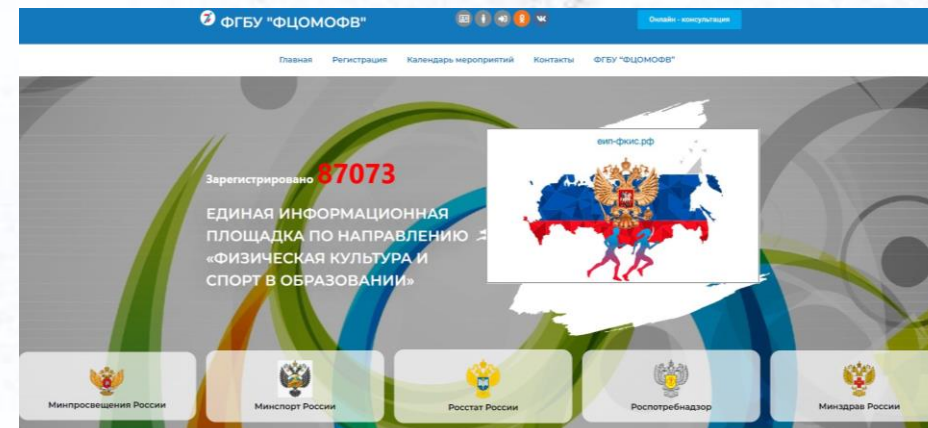 ФГБУ "ФЦОМОФВ"
Онлайн - консультация
Главная Регистрация Календарь мероприятий Контакты ФГБУ "ФЦОМОФВ"
еип-фкис.рф
Зарегистрировано 87073
ЕДИНАЯ ИНФОРМАЦИОННАЯ
ПЛОЩАДКА ПО НАПРАВЛЕНИЮ
«ФИЗИЧЕСКАЯ КУЛЬТУРА И
СПОРТ В ОБРАЗОВАНИИ»
Минпросвещения России Минспорт России Росстат России Роспотребнадзор Минздрав России